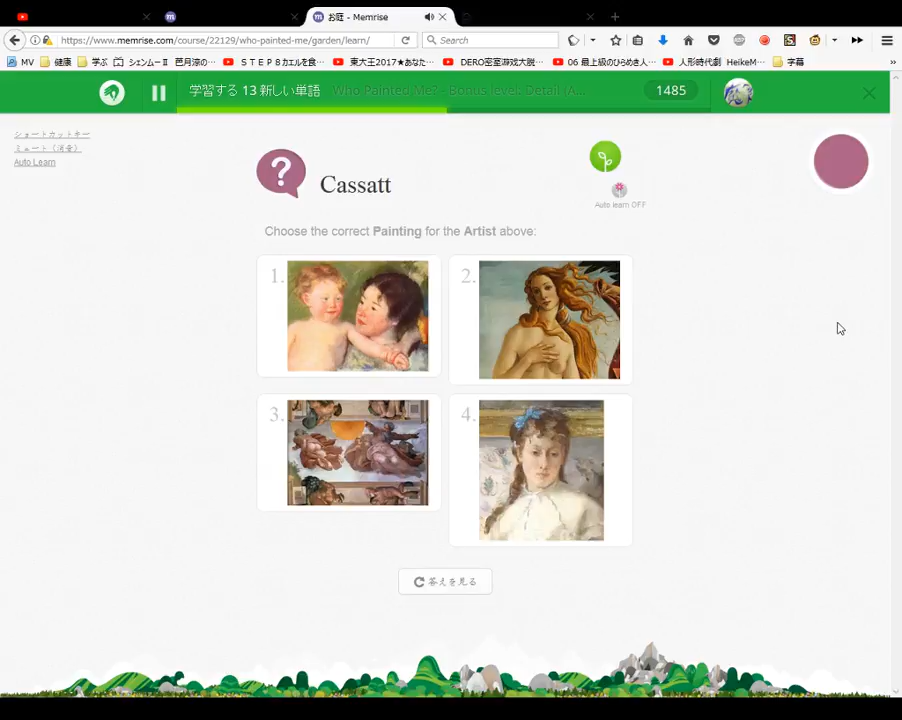 お庭 - Memrise
https://www.memrise.com/course/22129/who-painted-me/garden/learn/
Search
MV
健康
学ぶ
シェンムーⅡ
芭月涼の…
ＳＴＥＰ８カエルを食…
東大王2017★あなた…
DERO密室游戏大脱…
06 最上級のひらめき人…
人形時代劇
HeikeM…
字幕
学習する 13 新しい単語
Who Painted Me? - Bonus level: Detail (A...
1485
ショートカットキー
ミュート（消音）
Auto Learn
?
Cassatt
Auto learn OFF
Choose the correct Painting for the Artist above:
1.
2.
3.
4.
答えを見る